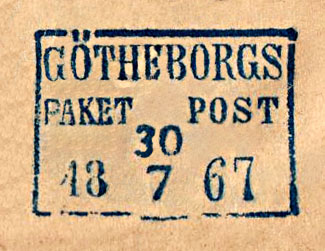 GÖTHEBORGS
PAKET POST
30
18 7 67